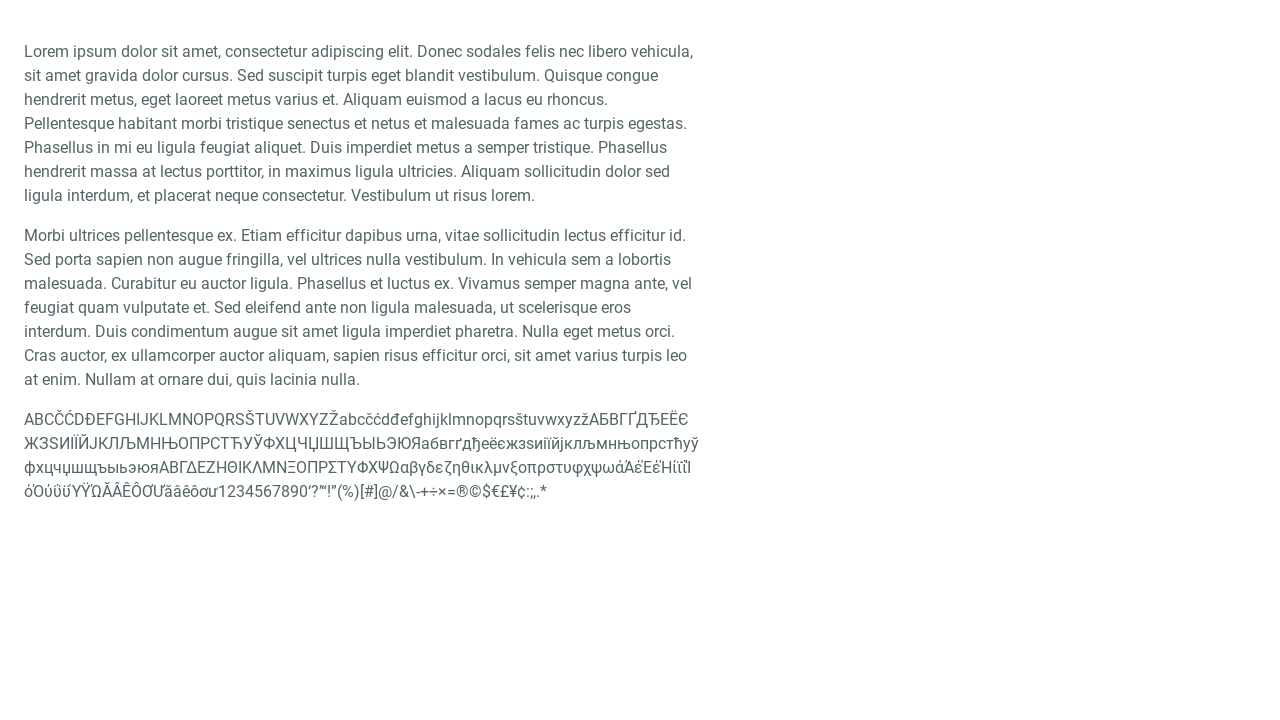 Lorem ipsum dolor sit amet, consectetur adipiscing elit. Donec sodales felis nec libero vehicula,
sit amet gravida dolor cursus. Sed suscipit turpis eget blandit vestibulum. Quisque congue
hendrerit metus, eget laoreet metus varius et. Aliquam euismod a lacus eu rhoncus.
Pellentesque habitant morbi tristique senectus et netus et malesuada fames ac turpis egestas.
Phasellus in mi eu ligula feugiat aliquet. Duis imperdiet metus a semper tristique. Phasellus
hendrerit massa at lectus porttitor, in maximus ligula ultricies. Aliquam sollicitudin dolor sed
ligula interdum, et placerat neque consectetur. Vestibulum ut risus lorem.
Morbi ultrices pellentesque ex. Etiam efficitur dapibus urna, vitae sollicitudin lectus efficitur id.
Sed porta sapien non augue fringilla, vel ultrices nulla vestibulum. In vehicula sem a lobortis
malesuada. Curabitur eu auctor ligula. Phasellus et luctus ex. Vivamus semper magna ante, vel
feugiat quam vulputate et. Sed eleifend ante non ligula malesuada, ut scelerisque eros
interdum. Duis condimentum augue sit amet ligula imperdiet pharetra. Nulla eget metus orci.
Cras auctor, ex ullamcorper auctor aliquam, sapien risus efficitur orci, sit amet varius turpis leo
at enim. Nullam at ornare dui, quis lacinia nulla.
ABCČĆDĐEFGHIJKLMNOPQRSŠTUVWXYZŽabcčćdđefghijklmnopqrsštuvwxyzžАБВГҐДЂЕЁЄ
ЖЗЅИІЇЙЈКЛЉМНЊОПРСТЋУЎФХЦЧЏШЩЪЫЬЭЮЯабвгґдђеёєжзѕиіїйјклљмнњопрстћуў
фхцчџшщъыьэюяΑΒΓΔΕΖΗΘΙΚΛΜΝΞΟΠΡΣΤΥΦΧΨΩαβγδεζηθικλμνξοπρστυφχψωάΆέΈέΉίϊΐΊ
όΌύΰϋΎΫΏĂÂÊÔƠƯăâêôơư1234567890‘?’“!”(%)[#]@/&\-+÷×=®©$€£¥¢:;,.*